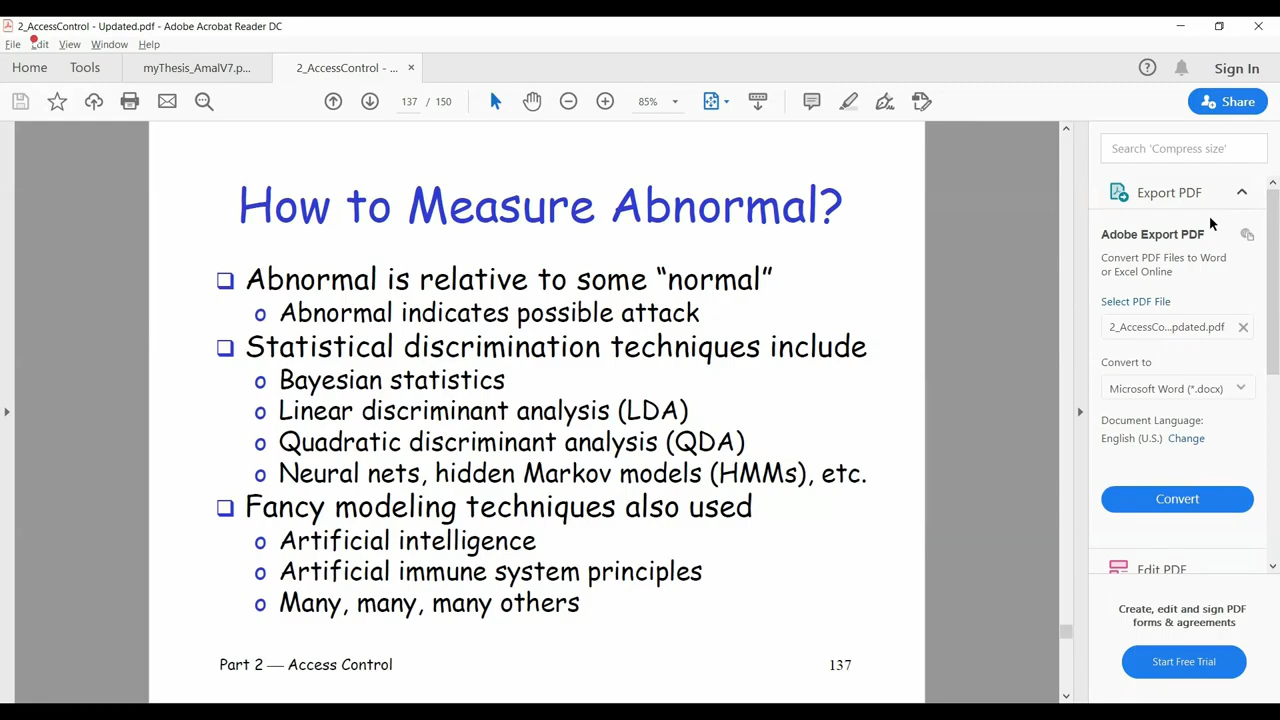 2_AccessControl - Updated.pdf - Adobe Acrobat Reader DC
File Edit View Window Help
Home Tools myThesis_AmalV7.p... 2_AccessControl - ... × Sign In
137 / 150 85% Share
Search 'Compress size'
Export PDF
Adobe Export PDF
Convert PDF Files to Word
or Excel Online
Select PDF File
2_AccessCo...pdated.pdf
Convert to
Microsoft Word (*.docx)
Document Language:
English (U.S.) Change
Convert
Edit PDF
Create, edit and sign PDF
forms & agreements
Start Free Trial
How to Measure Abnormal?
Abnormal is relative to some “normal”
o Abnormal indicates possible attack
Statistical discrimination techniques include
o Bayesian statistics
o Linear discriminant analysis (LDA)
o Quadratic discriminant analysis (QDA)
o Neural nets, hidden Markov models (HMMs), etc.
Fancy modeling techniques also used
o Artificial intelligence
o Artificial immune system principles
o Many, many, many others
Part 2 — Access Control 137